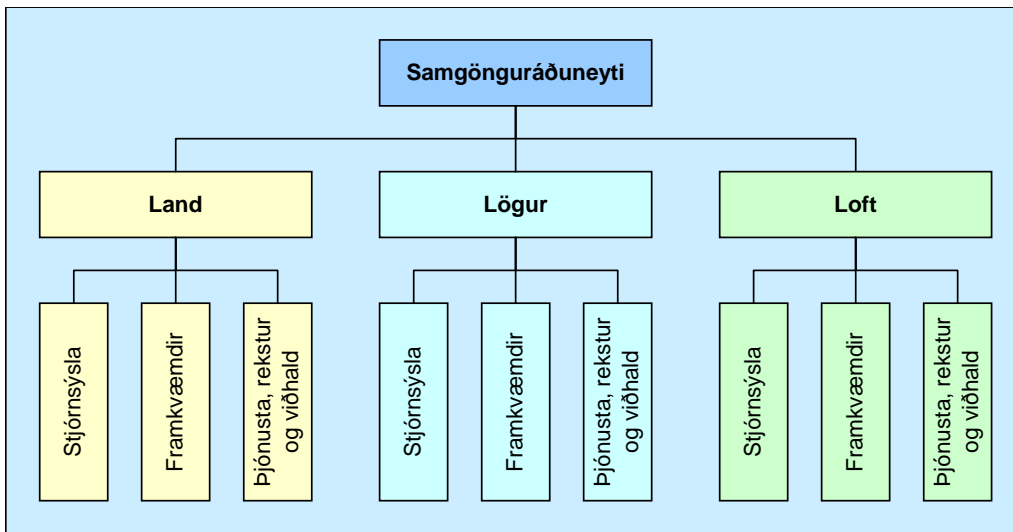 Samgönguráðuneyti
Land
Lögur
Loft
Stjórnsýsla
Framkvæmdir
Þjónusta, rekstur
og viðhald
Stjórnsýsla
Framkvæmdir
Þjónusta, rekstur
og viðhald
Stjórnsýsla
Framkvæmdir
Þjónusta, rekstur
og viðhald